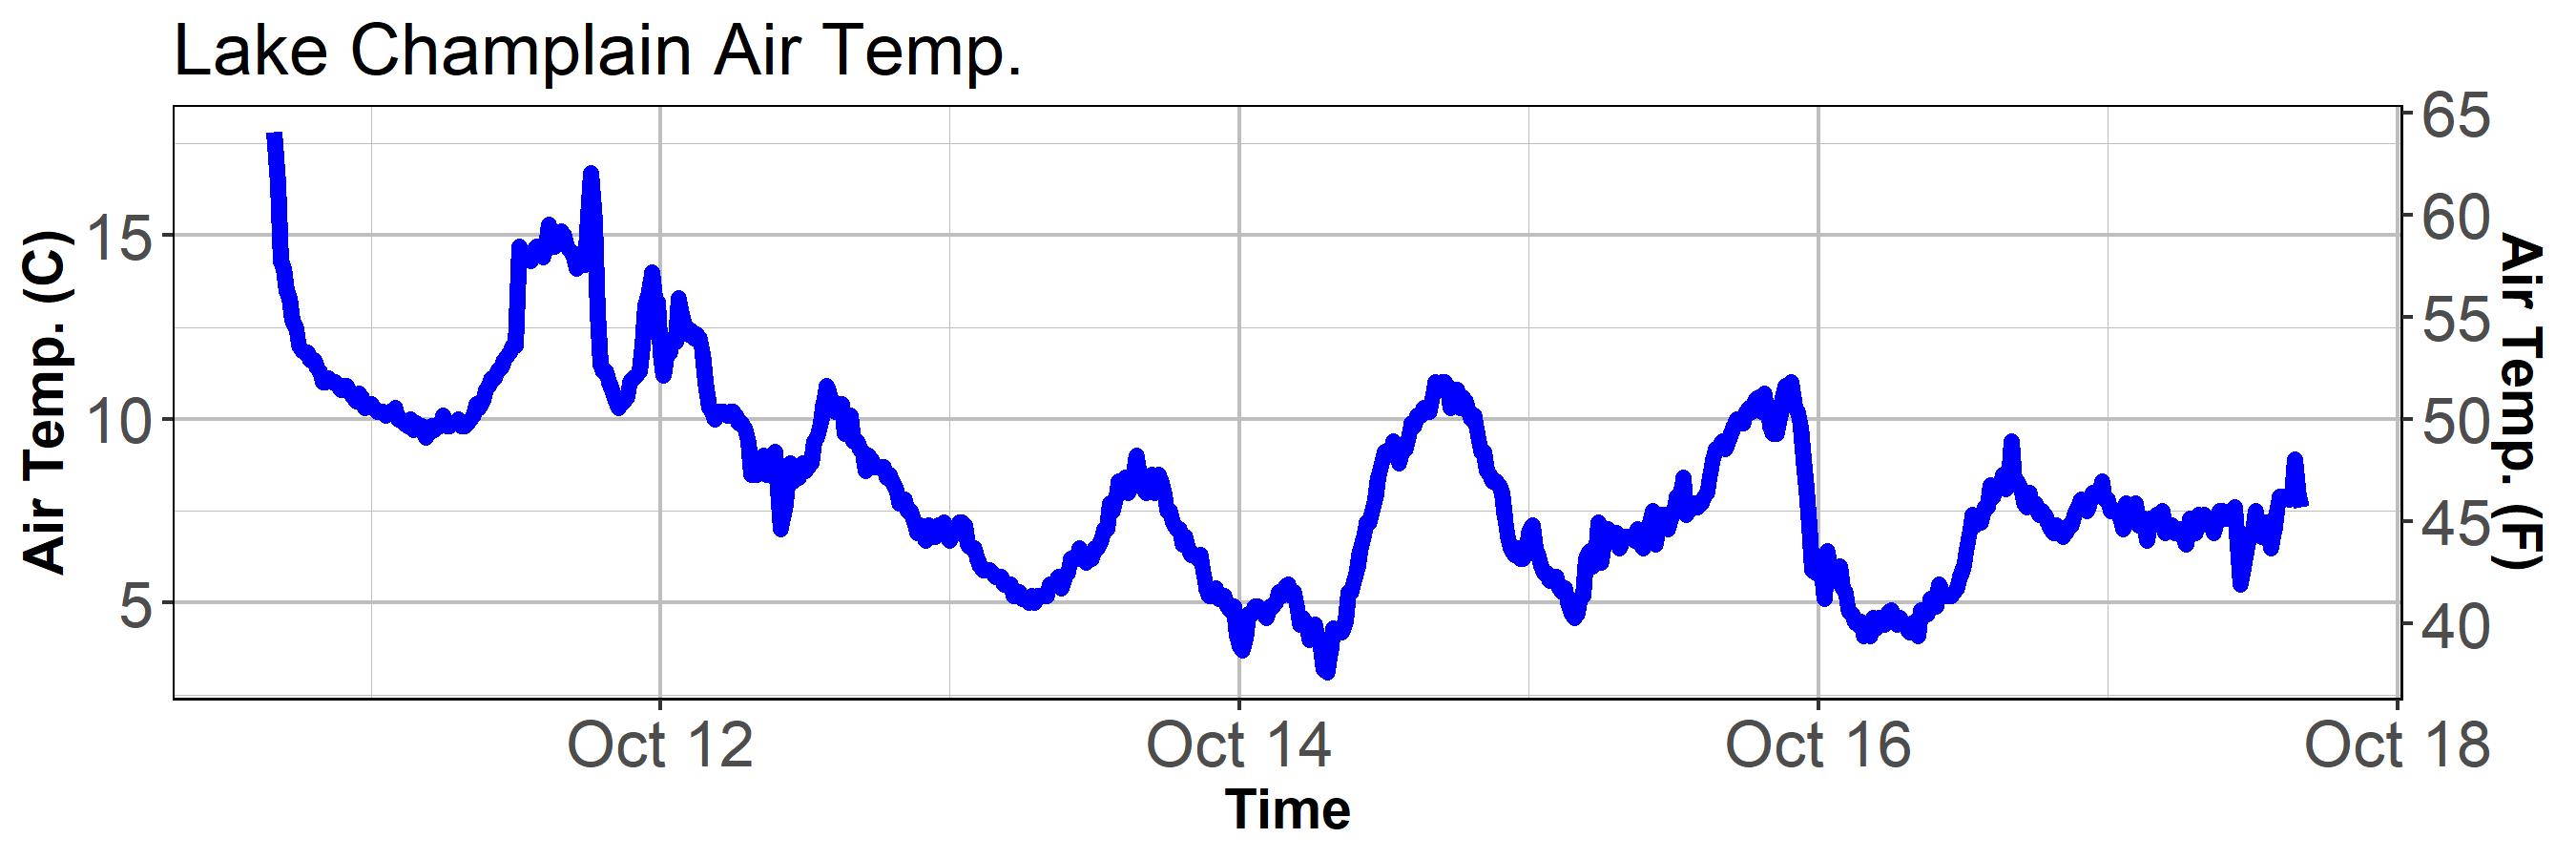 Lake Champlain Air Temp.
Air Temp. (C)
15
10
5
65
60
55
50
45
40
Air Temp. (F)
Oct 12
Oct 14
Oct 16
Oct 18
Time